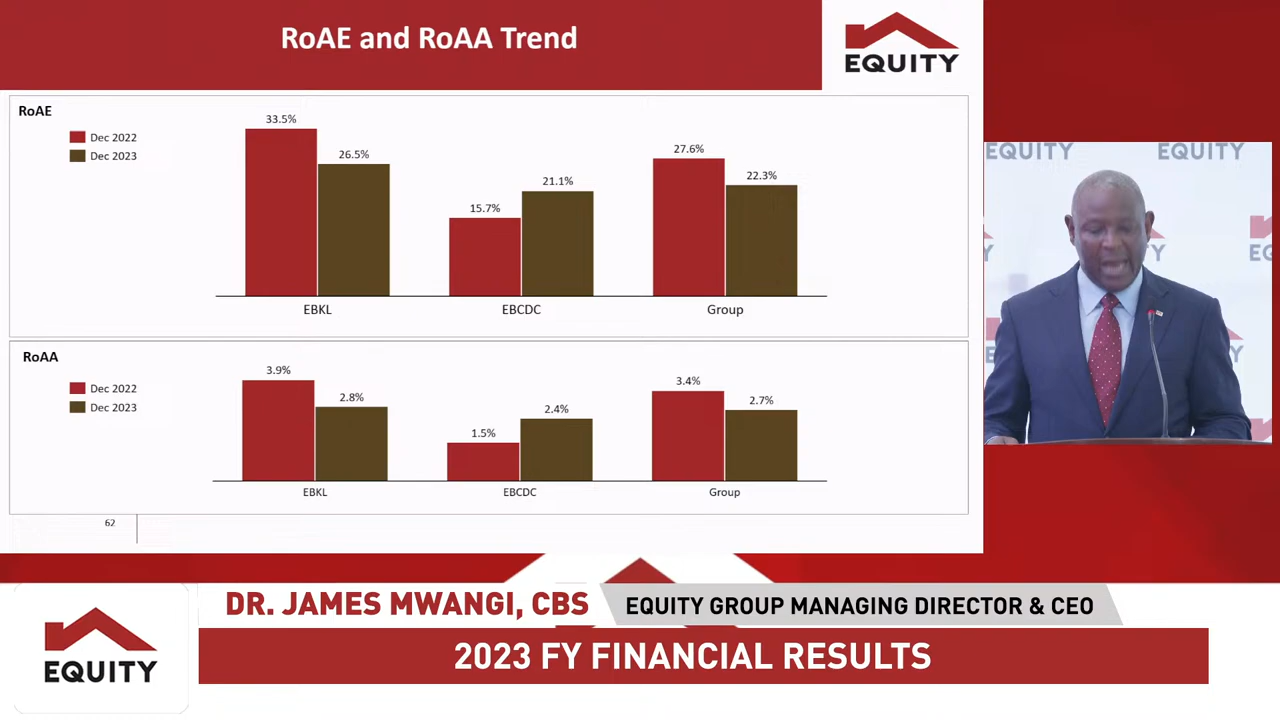 RoAE and RoAA Trend
EQUITY
RoAE
Dec 2022
Dec 2023
33.5%
26.5%
15.7%
21.1%
27.6%
22.3%
EBKL
EBCDC
Group
RoAA
Dec 2022
Dec 2023
3.9%
2.8%
1.5%
2.4%
3.4%
2.7%
EBKL
EBCDC
Group
62
EQUITY
EQUITY
DR. JAMES MWANGI, CBS
EQUITY GROUP MANAGING DIRECTOR & CEO
2023 FY FINANCIAL RESULTS
EQUITY